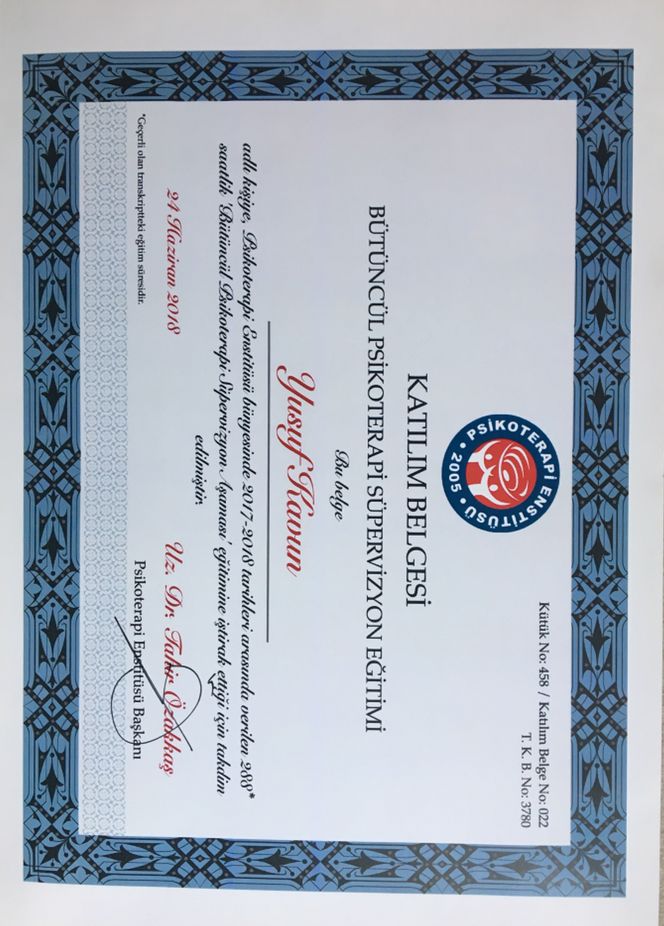 Kütük No: 458 / Katılım Belge No: 022
T. K. B. No: 3780
PSİKOTERAPİ ENSTİTÜSÜ • 2005 •
KATILIM BELGESİ
BÜTÜNCÜL PSİKOTERAPİ SÜPERVİZYON EĞİTİMİ
Bu belge
Yusuf Kavun
adlı kişiye, Psikoterapi Enstitüsü bünyesinde 2017-2018 tarihleri arasında verilen 288*
saatlik 'Bütüncül Psikoterapi Süpervizyon Aşaması' eğitimine iştirak ettiği için takdim
edilmiştir.
24 Haziran 2018
Uz. Dr. Tahir Özakkaş
Psikoterapi Enstitüsü Başkanı
*Geçerli olan transkriptteki eğitim süresidir.